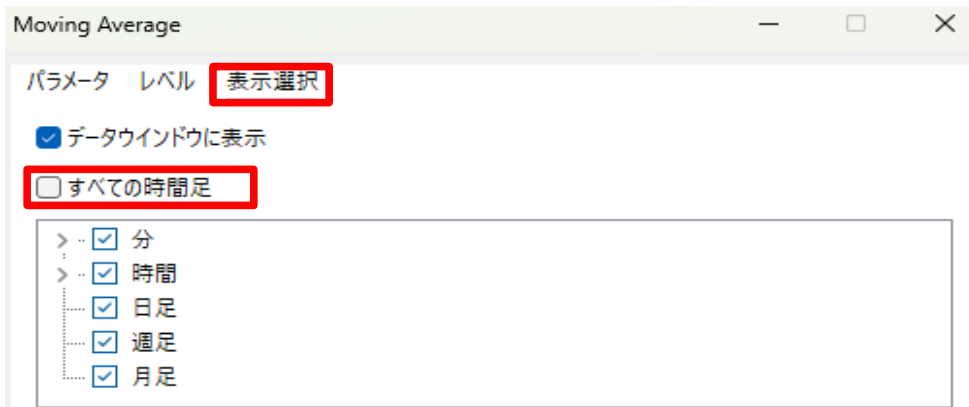 Moving Average
パラメータ レベル 表示選択
データウインドウに表示
すべての時間足
分
時間
日足
週足
月足